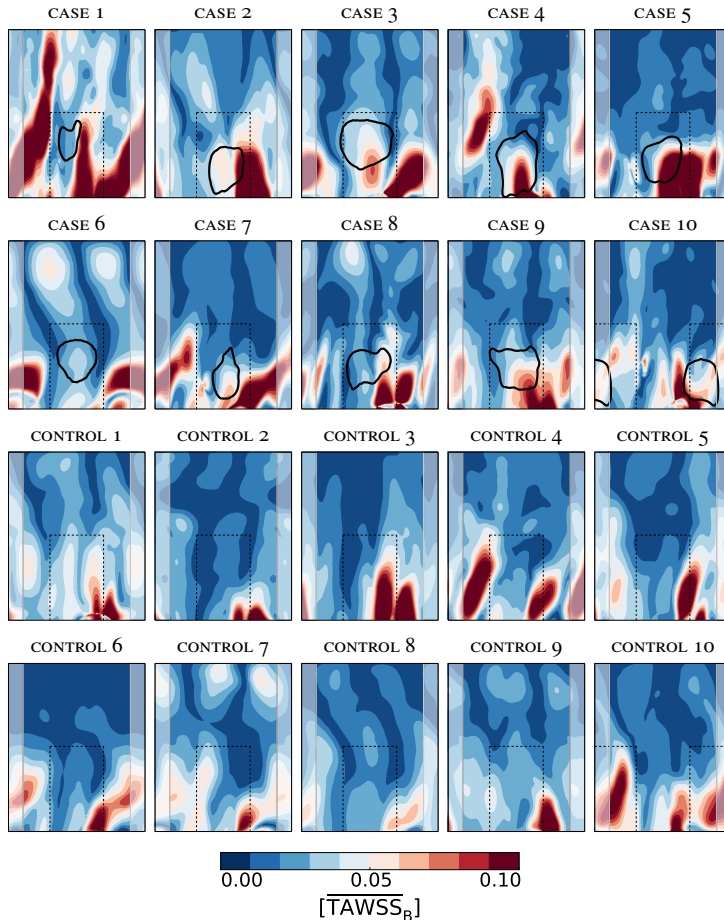 CASE 1 CASE 2 CASE 3 CASE 4 CASE 5
CASE 6 CASE 7 CASE 8 CASE 9 CASE 10
CONTROL 1 CONTROL 2 CONTROL 3 CONTROL 4 CONTROL 5
CONTROL 6 CONTROL 7 CONTROL 8 CONTROL 9 CONTROL 10
0.00 0.05 0.10
[TAWSS_B]